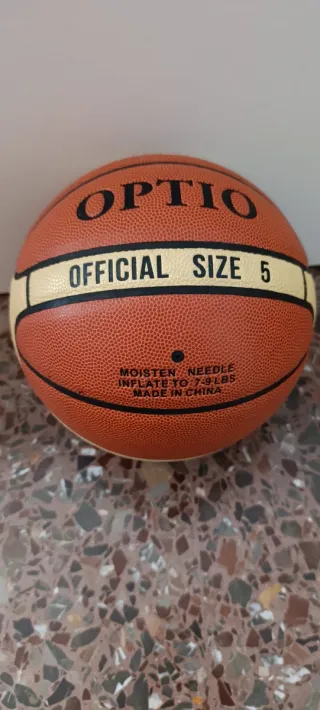 OPTIO
OFFICIAL SIZE 5
MOISTEN NEEDLE
INFLATE TO 7-9 LBS
MADE IN CHINA